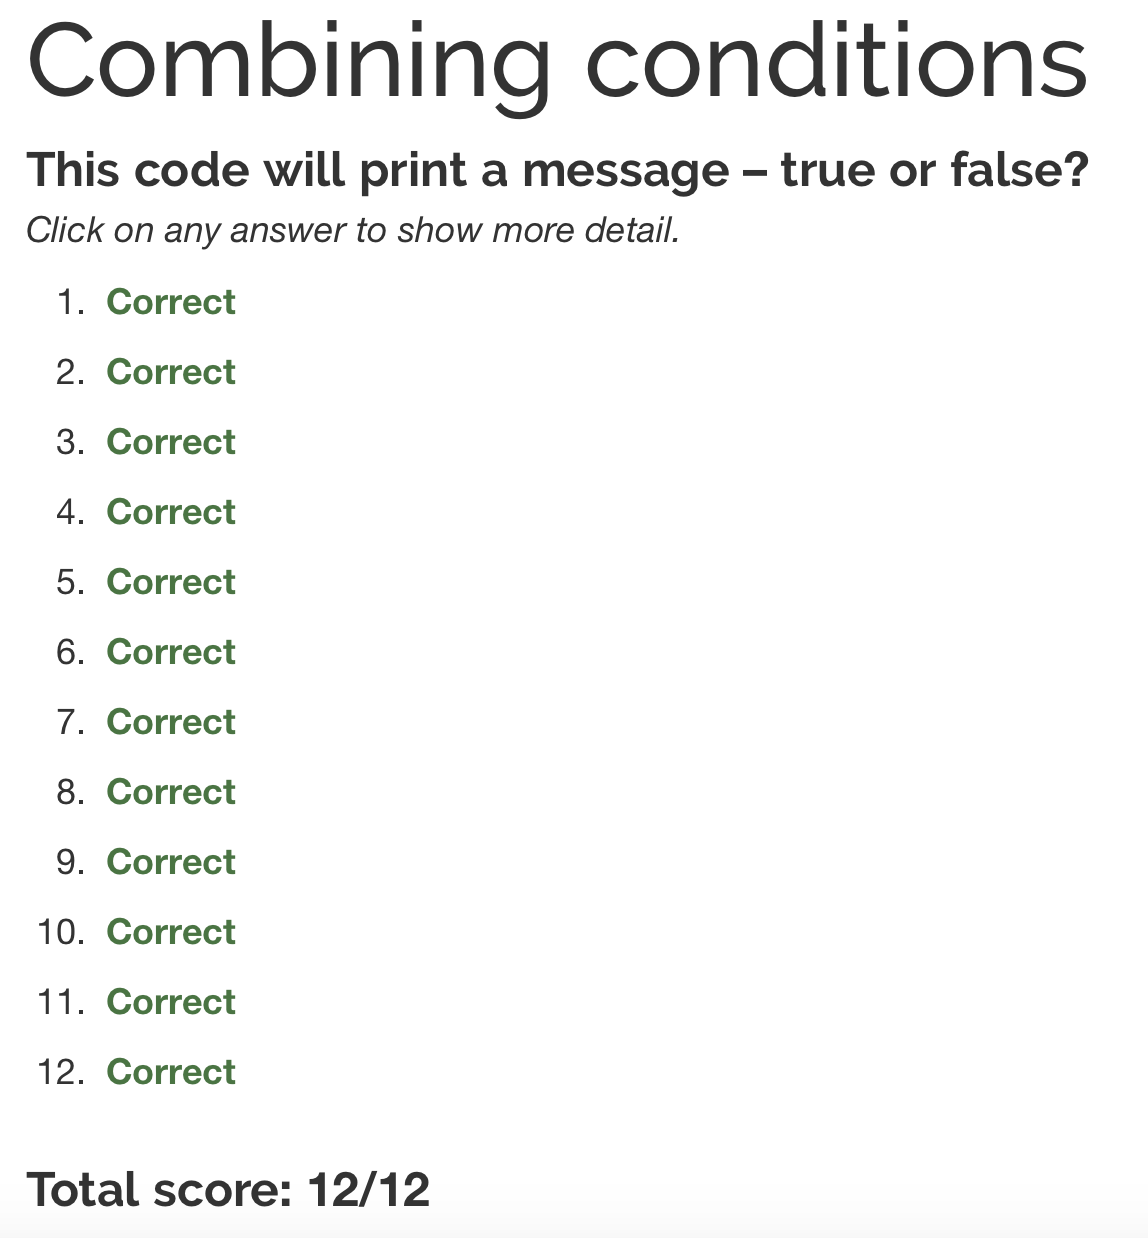 Combining conditions
This code will print a message – true or false?
Click on any answer to show more detail.
1. Correct
2. Correct
3. Correct
4. Correct
5. Correct
6. Correct
7. Correct
8. Correct
9. Correct
10. Correct
11. Correct
12. Correct
Total score: 12/12